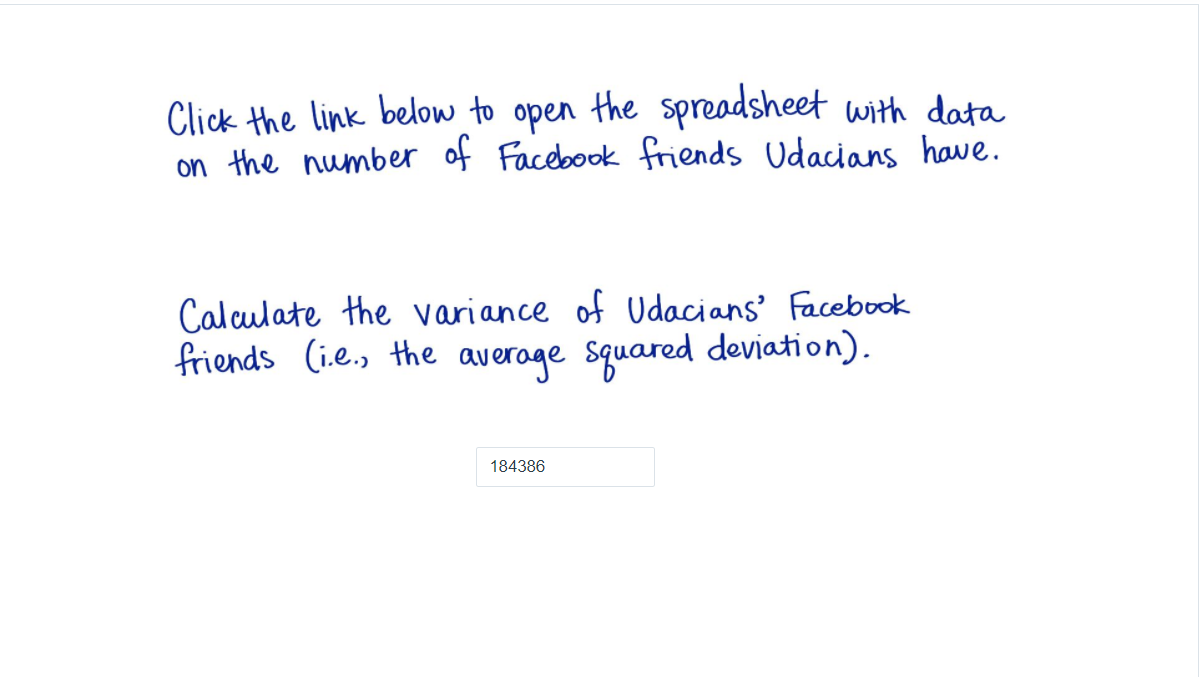 Click the link below to open the spreadsheet with data
on the number of Facebook friends Udacians have.
Calculate the variance of Udacians' Facebook
friends (i.e., the average squared deviation).
184386